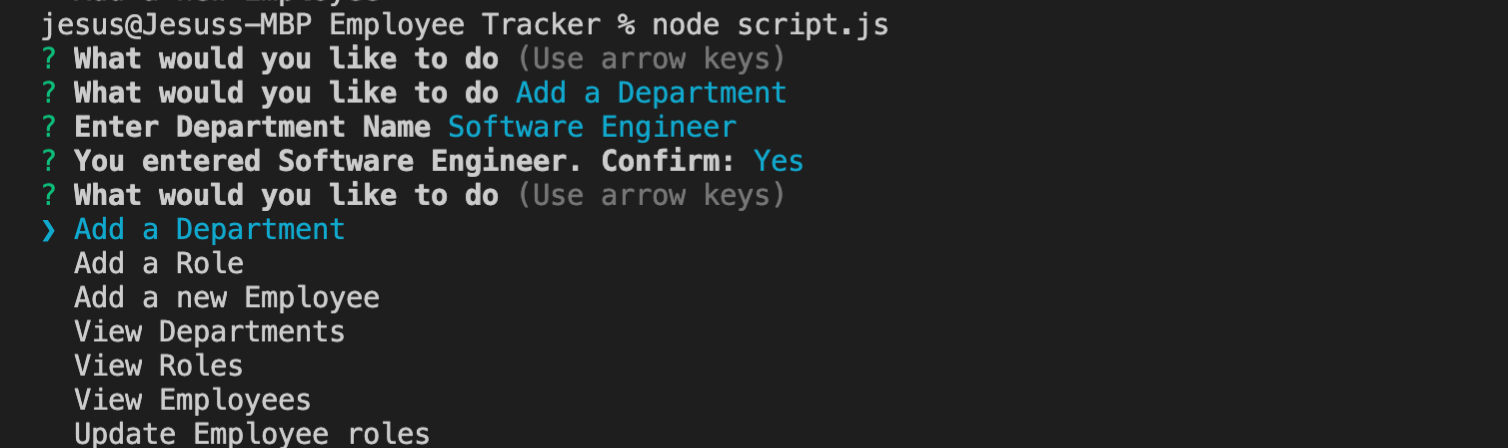 jesus@Jesuss-MBP Employee Tracker % node script.js
? What would you like to do (Use arrow keys)
? What would you like to do Add a Department
? Enter Department Name Software Engineer
? You entered Software Engineer. Confirm: Yes
? What would you like to do (Use arrow keys)
❯ Add a Department
Add a Role
Add a new Employee
View Departments
View Roles
View Employees
Update Employee roles